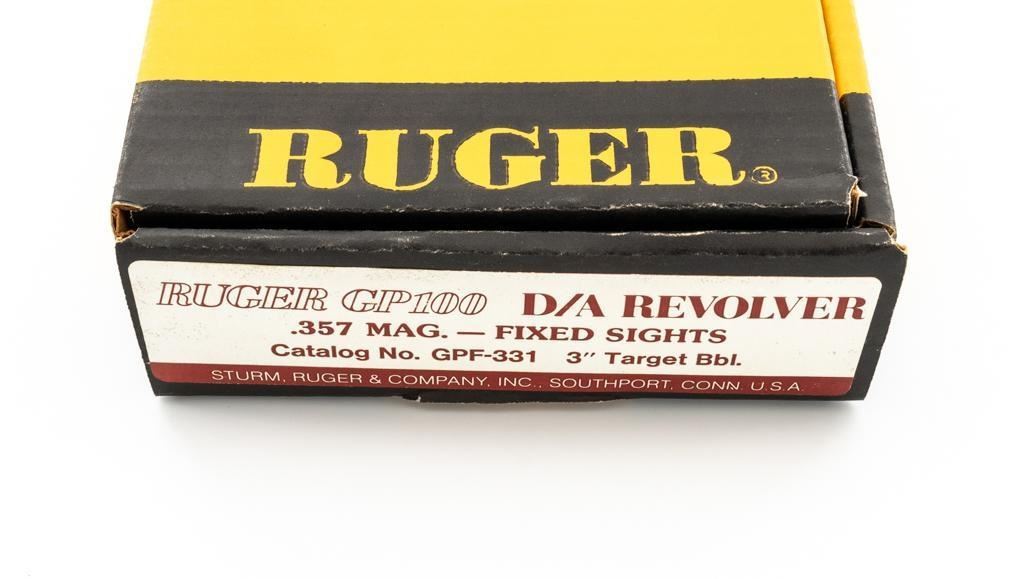 RUGER®
RUGER GP100 D/A REVOLVER
.357 MAG. — FIXED SIGHTS
Catalog No. GPF-331 3" Target Bbl.
STURM, RUGER & COMPANY, INC., SOUTHPORT, CONN. U.S.A.